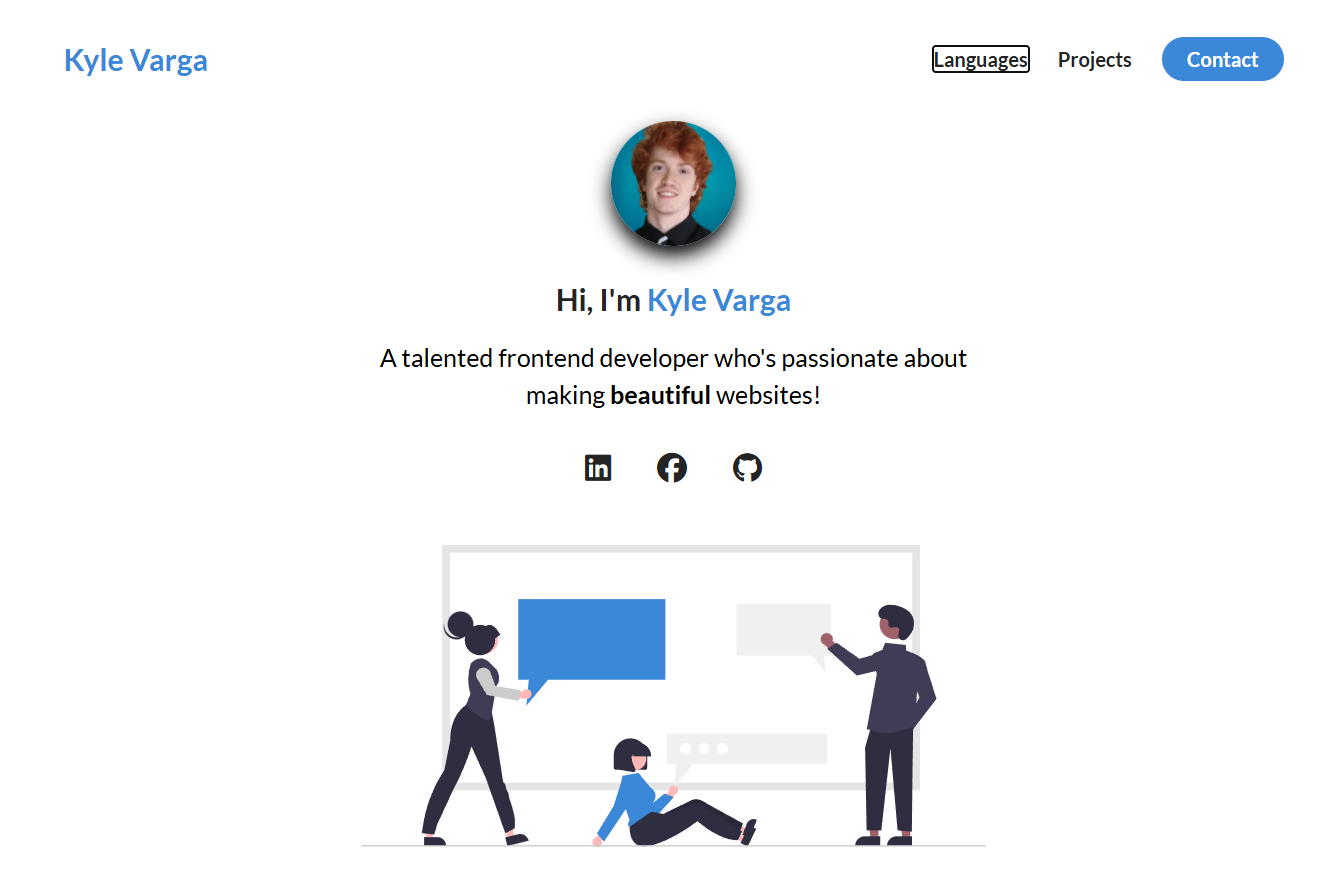 Kyle Varga
Languages Projects Contact
Hi, I'm Kyle Varga
A talented frontend developer who's passionate about
making beautiful websites!